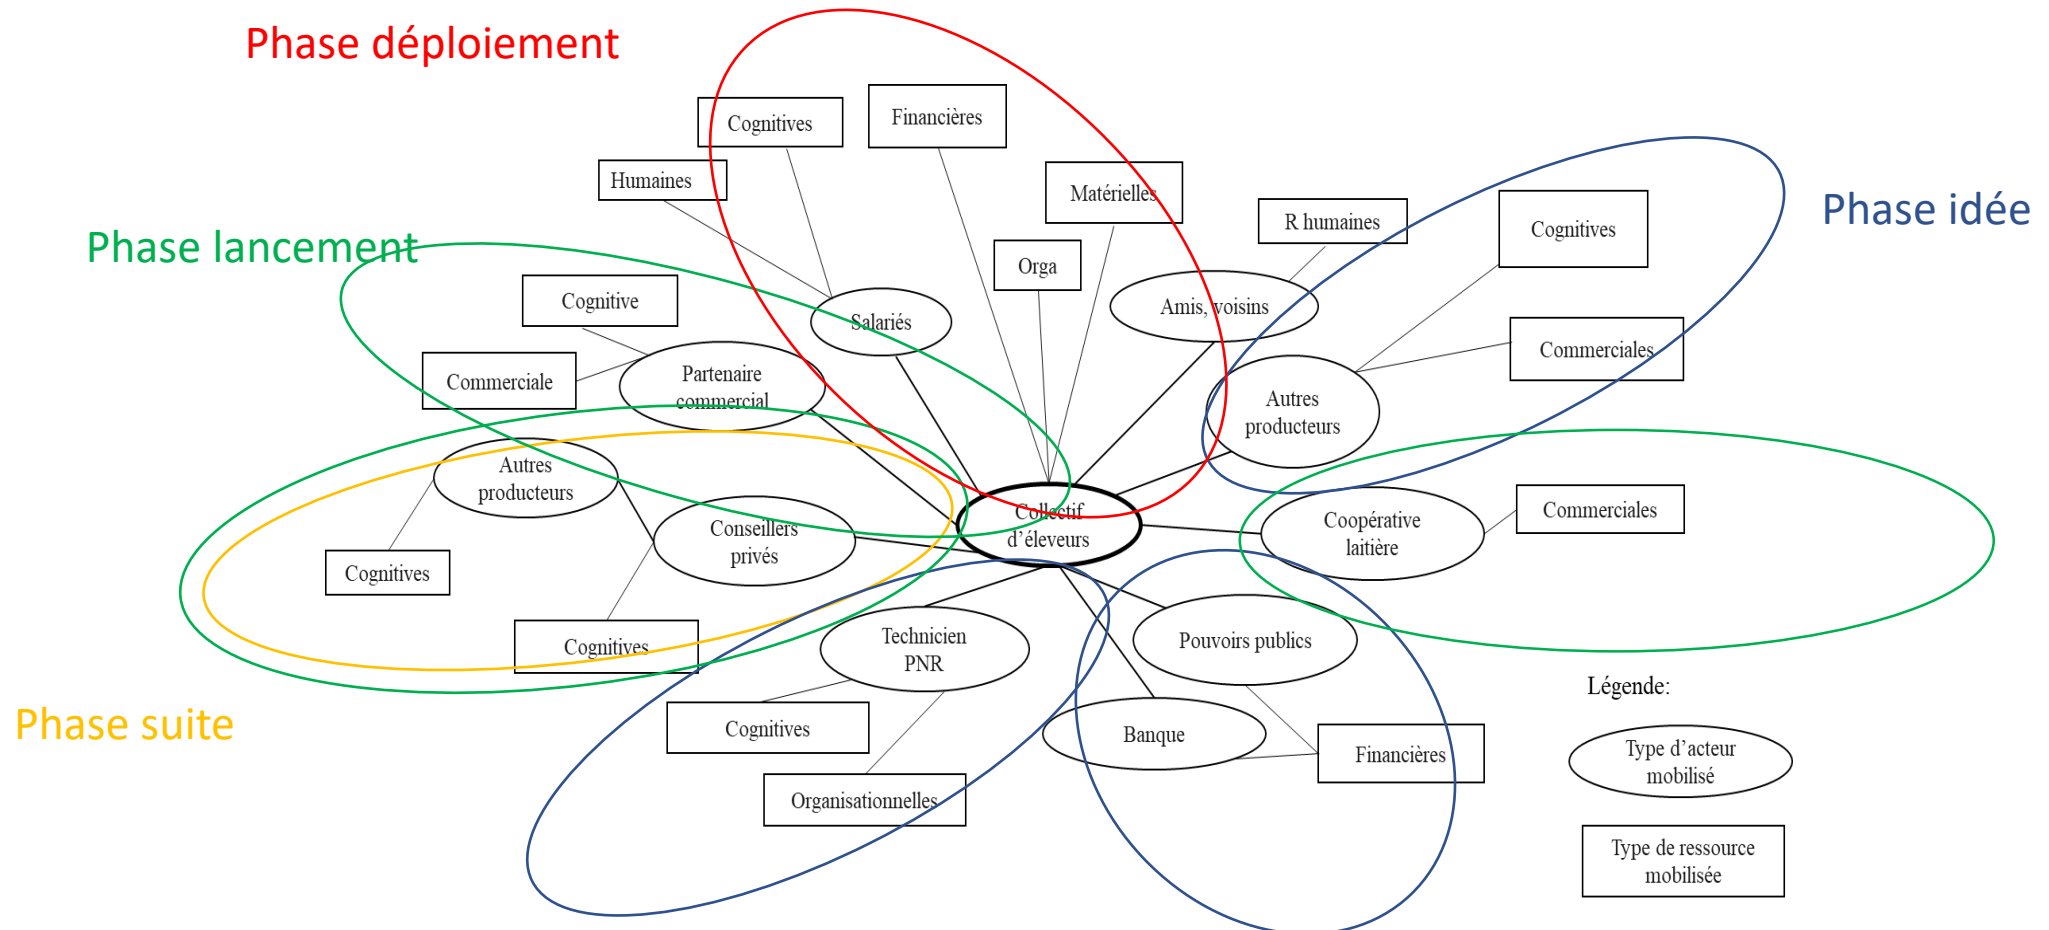 Phase déploiement
Cognitives
Financières
Humaines
Matérielles
R humaines
Cognitives
Phase idée
Phase lancement
Orga
Cognitive
Salariés
Amis, voisins
Commerciales
Commerciale
Partenaire
commercial
Autres
producteurs
Autres
producteurs
Conseillers
privés
Collectif
d’éleveurs
Coopérative
laitière
Commerciales
Cognitives
Cognitives
Technicien
PNR
Pouvoirs publics
Phase suite
Cognitives
Banque
Financières
Organisationnelles
Légende:
Type d’acteur
mobilisé
Type de ressource
mobilisée